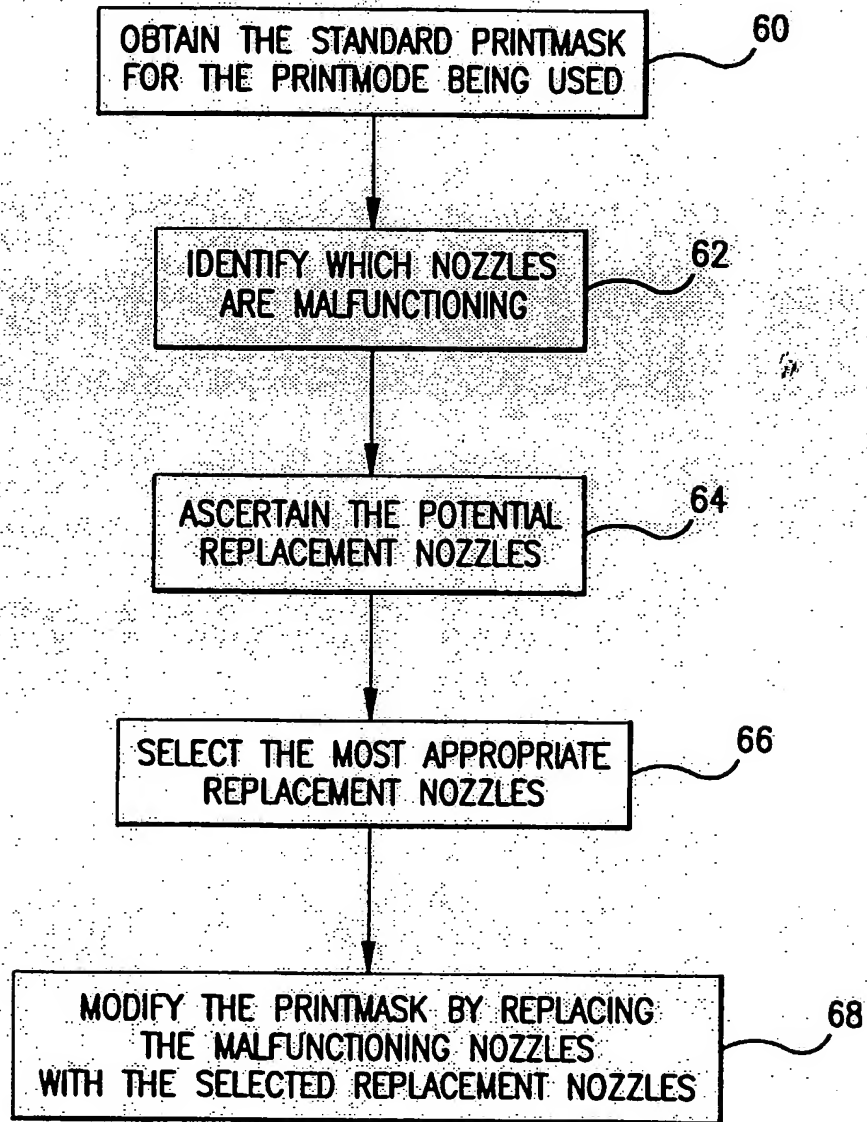 OBTAIN THE STANDARD PRINTMASK
FOR THE PRINTMODE BEING USED
60
IDENTIFY WHICH NOZZLES
ARE MALFUNCTIONING
62
ASCERTAIN THE POTENTIAL
REPLACEMENT NOZZLES
64
SELECT THE MOST APPROPRIATE
REPLACEMENT NOZZLES
66
MODIFY THE PRINTMASK BY REPLACING
THE MALFUNCTIONING NOZZLES
WITH THE SELECTED REPLACEMENT NOZZLES
68